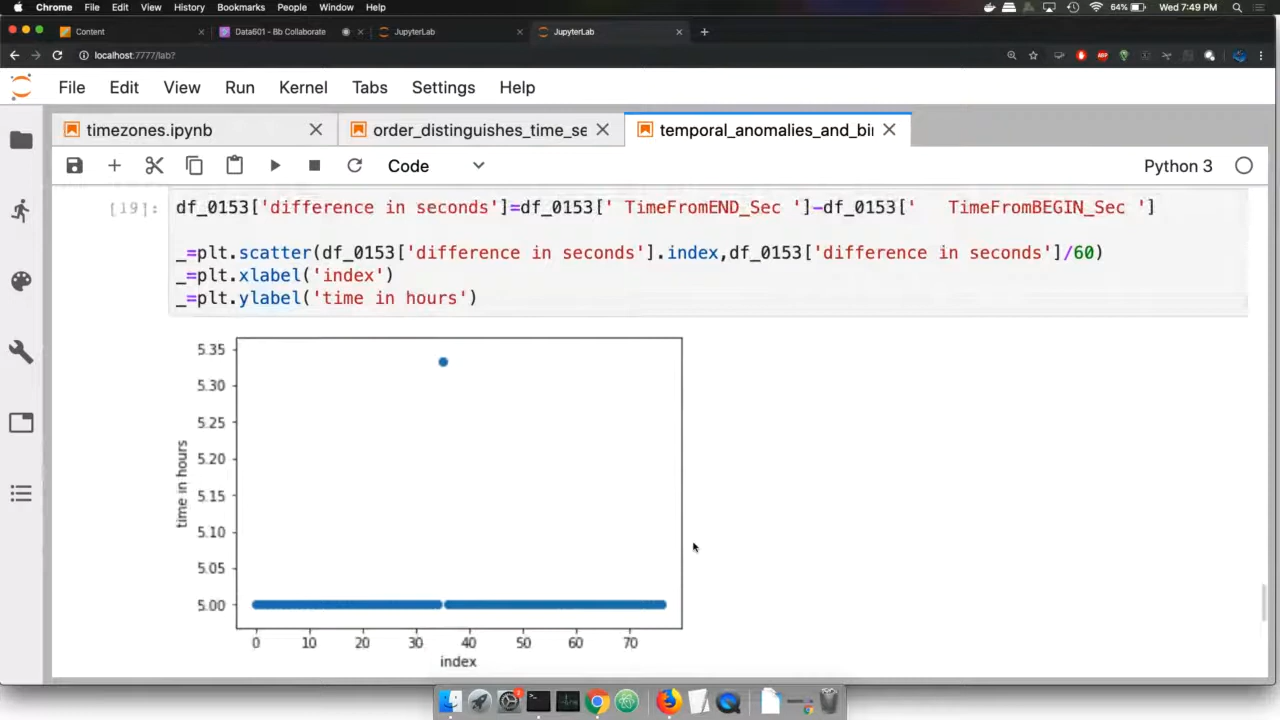 Chrome File Edit View History Bookmarks People Window Help 64% Wed 7:49 PM
Content Data601 - Bb Collaborate JupyterLab JupyterLab
localhost:7777/lab?
File Edit View Run Kernel Tabs Settings Help
timezones.ipynb order_distinguishes_time_se temporal_anomalies_and_bin
Code Python 3
[19]: df_0153['difference in seconds']=df_0153[' TimeFromEND_Sec ']-df_0153['   TimeFromBEGIN_Sec ']
_=plt.scatter(df_0153['difference in seconds'].index,df_0153['difference in seconds']/60)
_=plt.xlabel('index')
_=plt.ylabel('time in hours')
5.35
5.30
5.25
5.20
5.15
5.10
5.05
5.00
time in hours
0 10 20 30 40 50 60 70
index